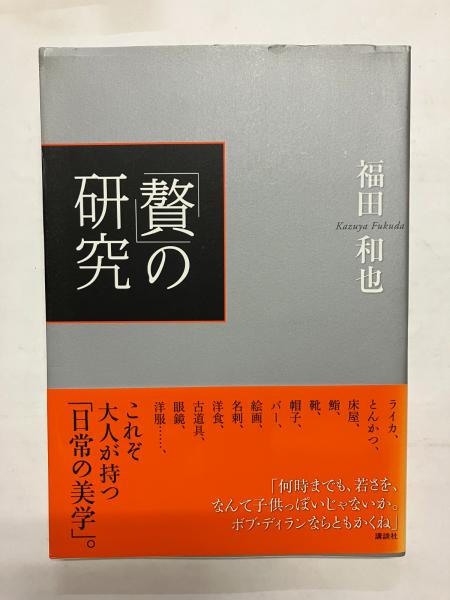 福田 和也
Kazuya Fukuda
「贅」の
研究
ライカ、
とんかつ、
床屋、
鮨、
靴、
帽子、
バー、
絵画、
名刺、
洋食、
古道具、
眼鏡、
洋服……、
これぞ
大人が持つ
「日常の美学」。
「何時までも、若さを、
なんて子供っぽいじゃないか。
ボブ・ディランならともかくね」
講談社